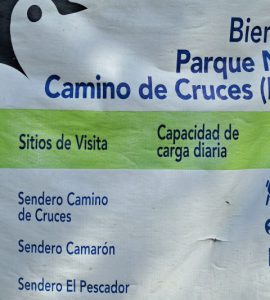 Bien
Parque N
Camino de Cruces (
Sitios de Visita
Capacidad de
carga diaria
Sendero Camino
de Cruces
Sendero Camarón
Sendero El Pescador